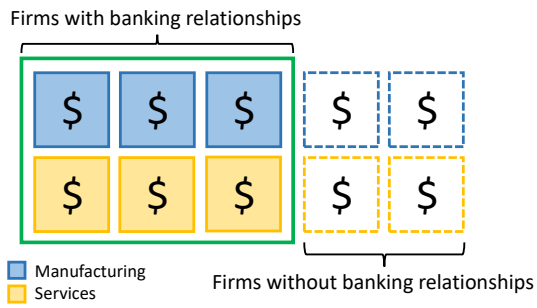 Firms with banking relationships
$ $ $ $ $
$ $ $ $ $
Manufacturing
Services
Firms without banking relationships